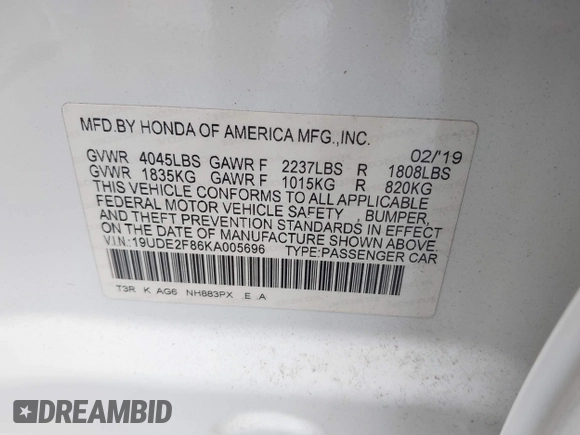 MFD.BY HONDA OF AMERICA MFG.,INC. 02/'19
GVWR 4045LBS GAWR F 2237LBS R 1808LBS
GVWR 1835KG GAWR F 1015KG R 820KG
THIS VEHICLE CONFORMS TO ALL APPLICABLE
FEDERAL MOTOR VEHICLE SAFETY , BUMPER,
AND THEFT PREVENTION STANDARDS IN EFFECT
ON THE DATE OF MANUFACTURE SHOWN ABOVE.
V.I.N.:19UDE2F86KA005696 TYPE:PASSENGER CAR
T3R K AG6 NH883PX .E .A
DREAMBID